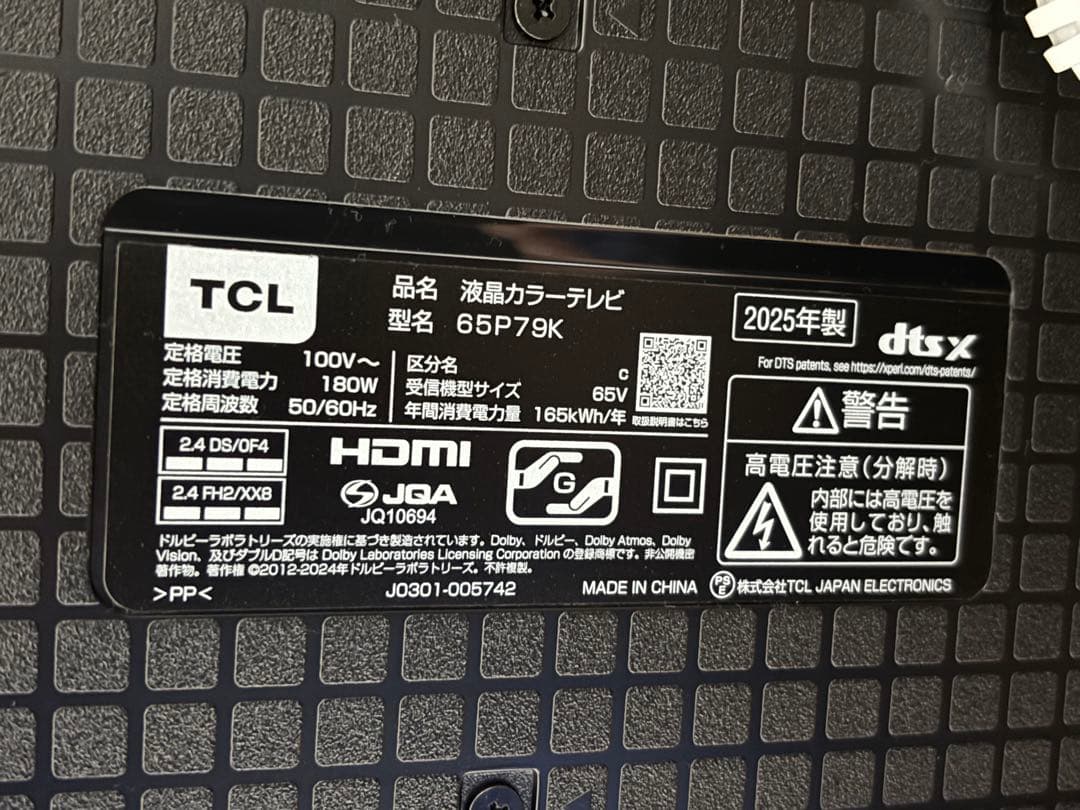 TCL
品名 液晶カラーテレビ
型名 65P79K
2025年製
dts X
For DTS patents, see https://xperi.com/dts-patents/
定格電圧 100V～
定格消費電力 180W
定格周波数 50/60Hz
区分名 c
受信機型サイズ 65V
年間消費電力量 165kWh/年
取扱説明書はこちら
2.4 DS/OF4
2.4 FH2/XX8
HDMI
JQA
JQ10694
G
警告
高電圧注意（分解時）
内部には高電圧を
使用しており、触
れると危険です。
ドルビーラボラトリーズの実施権に基づき製造されています。Dolby、ドルビー、Dolby Atmos、Dolby
Vision、及びダブルD記号は Dolby Laboratories Licensing Corporation の登録商標です。非公開機密
著作物。著作権 ©2012-2024年ドルビーラボラトリーズ。不許複製。
>PP<
J0301-005742
MADE IN CHINA
PSE 株式会社TCL JAPAN ELECTRONICS